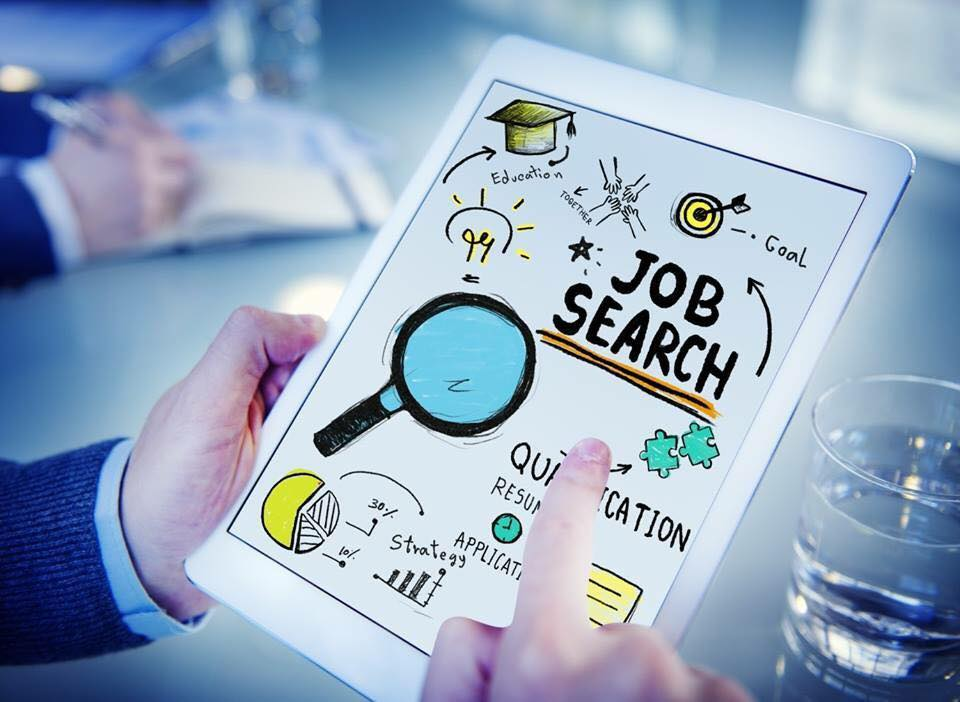 Education
TOGETHER
Goal
JOB
SEARCH
30%
10%
Strategy